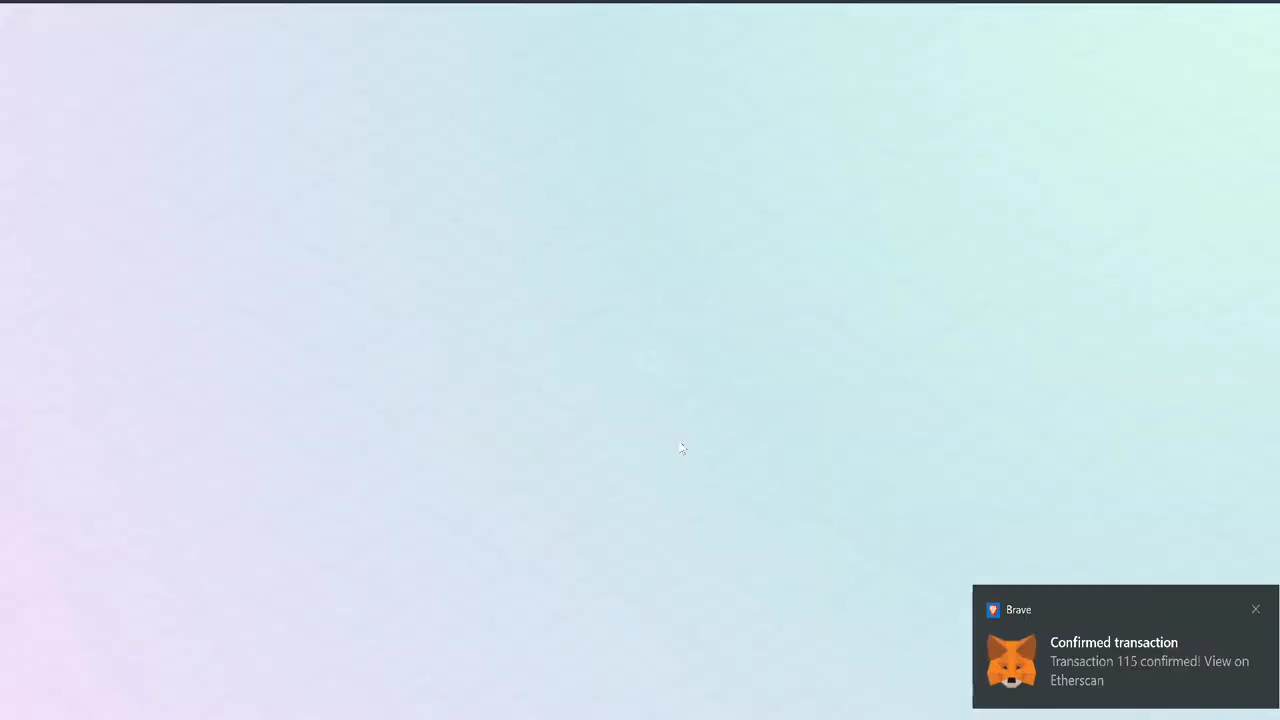 Brave
Confirmed transaction
Transaction 115 confirmed! View on
Etherscan